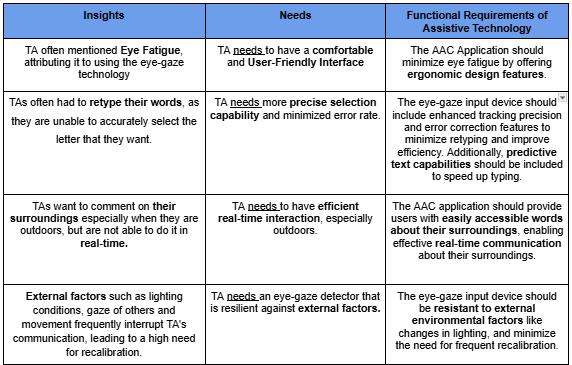 Insights
Needs
Functional Requirements of
Assistive Technology
TA often mentioned Eye Fatigue,
attributing it to using the eye-gaze
technology
TA needs to have a comfortable
and User-Friendly Interface
The AAC Application should
minimize eye fatigue by offering
ergonomic design features.
TAs often had to retype their words, as
they are unable to accurately select the
letter that they want.
TA needs more precise selection
capability and minimized error rate.
The eye-gaze input device should
include enhanced tracking precision
and error correction features to
minimize retyping and improve
efficiency. Additionally, predictive
text capabilities should be included
to speed up typing.
TAs want to comment on their
surroundings especially when they are
outdoors, but are not able to do it in
real-time.
TA needs to have efficient
real-time interaction, especially
outdoors.
The AAC application should provide
users with easily accessible words
about their surroundings, enabling
effective real-time communication
about their surroundings.
External factors such as lighting
conditions, gaze of others and
movement frequently interrupt TA's
communication, leading to a high need
for recalibration.
TA needs an eye-gaze detector that
is resilient against external factors.
The eye-gaze input device should
be resistant to external
environmental factors like
changes in lighting, and minimize
the need for frequent recalibration.